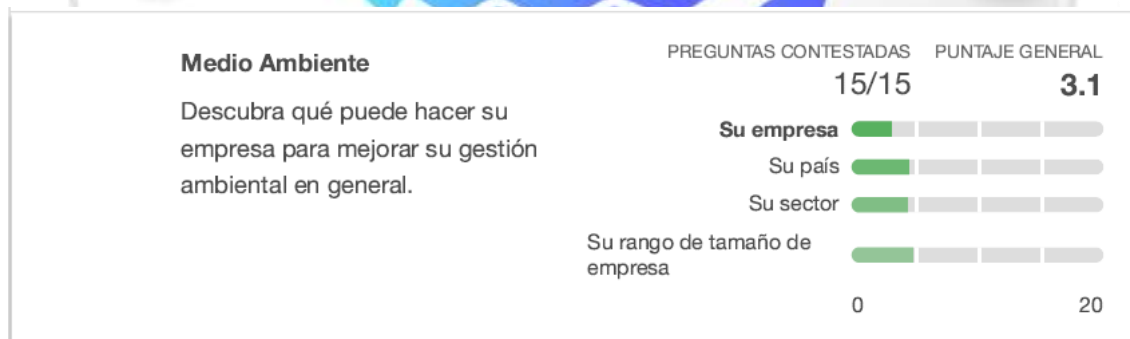 Medio Ambiente
Descubra qué puede hacer su
empresa para mejorar su gestión
ambiental en general.
PREGUNTAS CONTESTADAS
15/15
PUNTAJE GENERAL
3.1
Su empresa
Su país
Su sector
Su rango de tamaño de
empresa
0
20